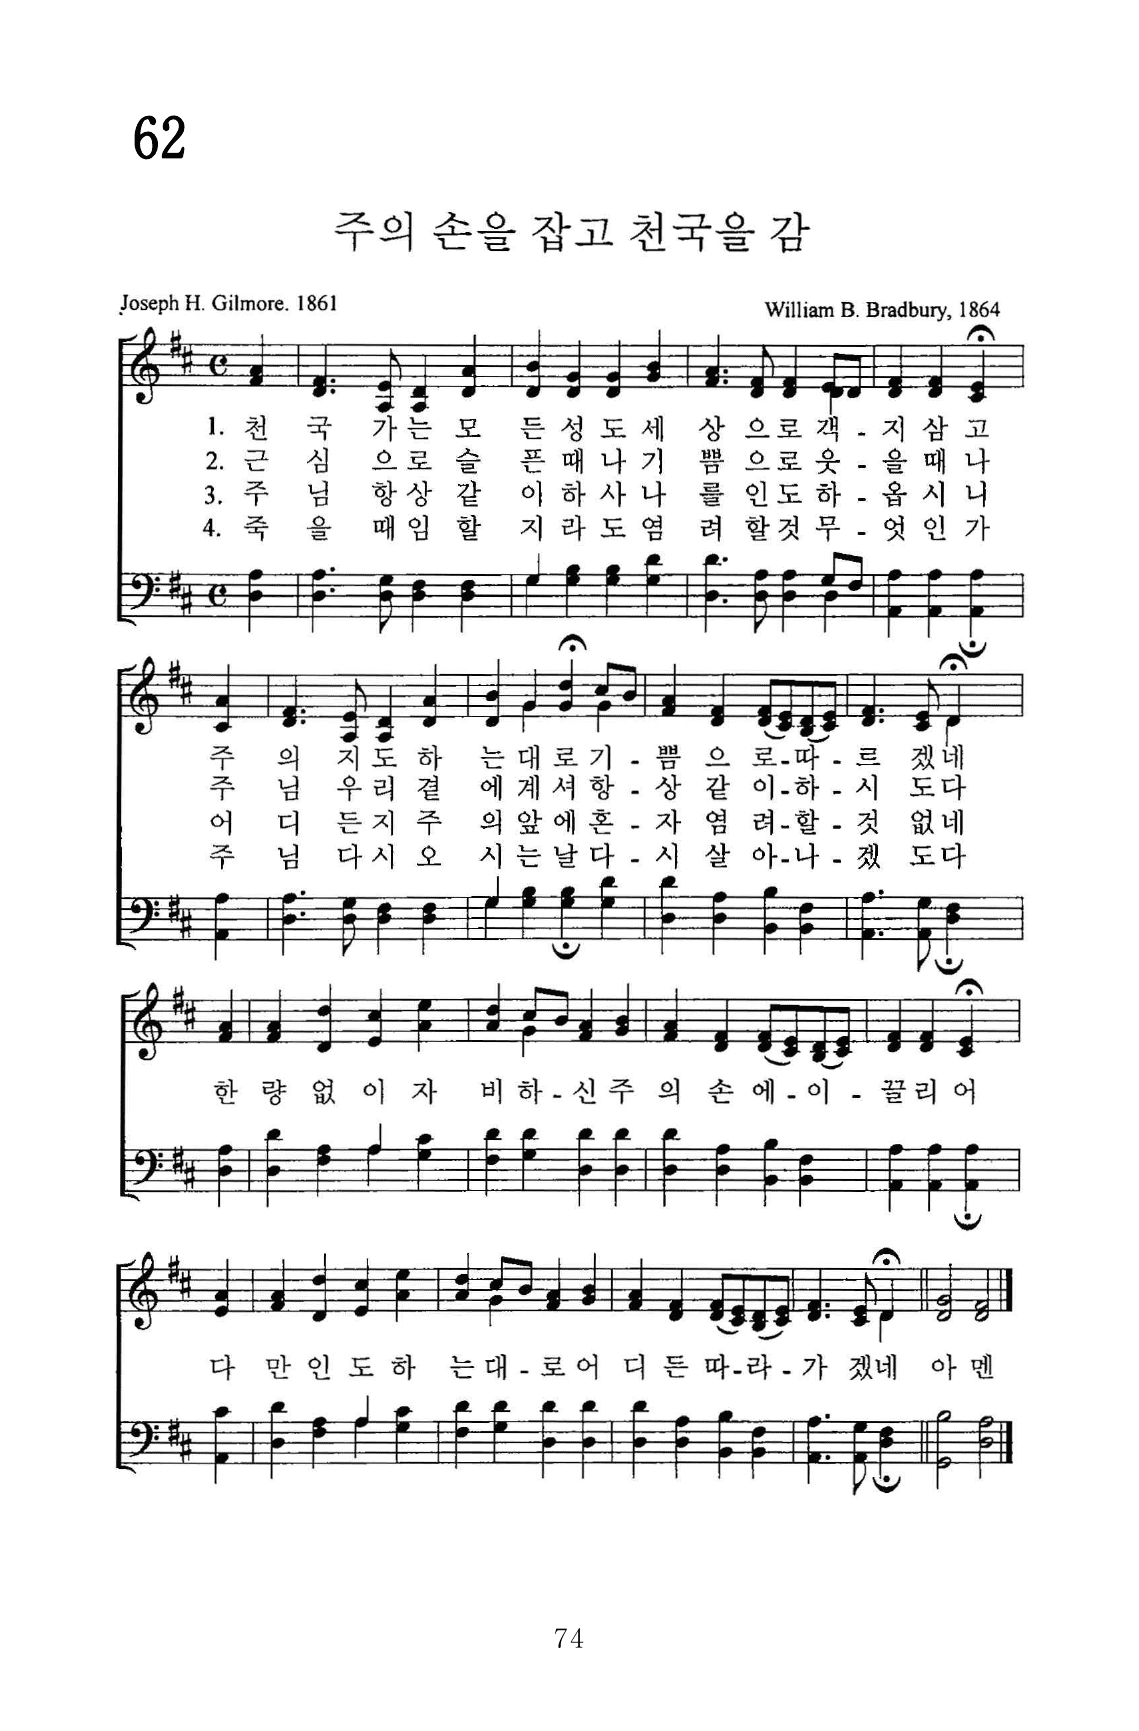 62
주의 손을 잡고 천국을 감
Joseph H. Gilmore. 1861
William B. Bradbury, 1864
1. 천 국 가는 모 든 성 도 세 상 으로 객 - 지 삼 고
2. 근 심 으로 슬 픈 때 나 기 쁨 으로 웃 - 을 때 나
3. 주 님 항상 같 이 하 사 나 를 인도 하 - 옵 시 니
4. 죽 을 때임 할 지 라 도 염 려 할것 무 - 엇 인 가
주 의 지도 하 는 대 로 기 - 쁨 으 로-따 - 르 겠네
주 님 우리 곁 에 계 셔 항 - 상 같 이-하 - 시 도다
어 디 든지 주 의 앞 에 혼 - 자 염 려-할 - 것 없네
주 님 다시 오 시 는 날 다 - 시 살 아-나 - 겠 도다
한 량 없 이 자 비 하 - 신 주 의 손 에 - 이 - 끌 리 어
다 만 인 도 하 는 대 - 로 어 디 든 따-라 - 가 겠네 아 멘
74